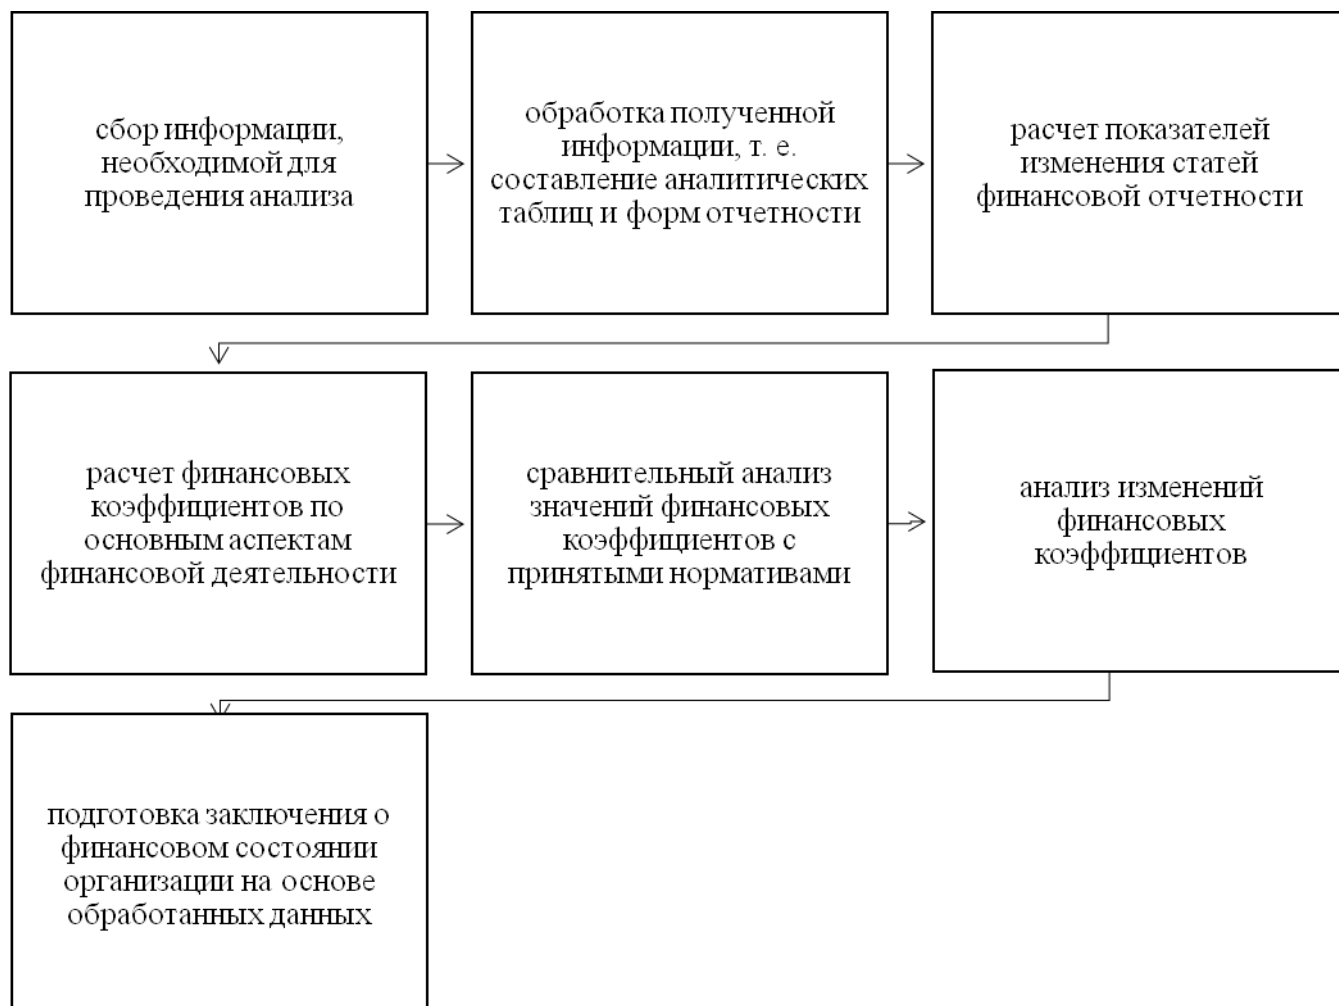 сбор информации,
необходимой для
проведения анализа
обработка полученной
информации, т. е.
составление аналитических
таблиц и форм отчетности
расчет показателей
изменения статей
финансовой отчетности
расчет финансовых
коэффициентов по
основным аспектам
финансовой деятельности
сравнительный анализ
значений финансовых
коэффициентов с
принятыми нормативами
анализ изменений
финансовых
коэффициентов
подготовка заключения о
финансовом состоянии
организации на основе
обработанных данных